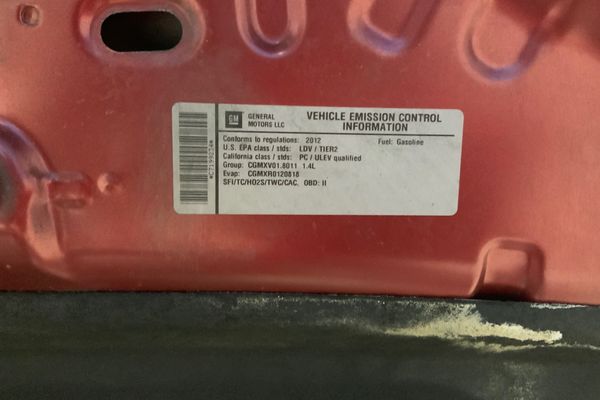 GM
GENERAL
MOTORS LLC
VEHICLE EMISSION CONTROL
INFORMATION
Conforms to regulations: 2012 Fuel: Gasoline
U.S. EPA class / stds: LDV / TIER2
California class / stds: PC / ULEV qualified
Group: CGMXV01.8011 1.4L
Evap: CGMXR0120818
SFI/TC/HO2S/TWC/CAC, OBD: II